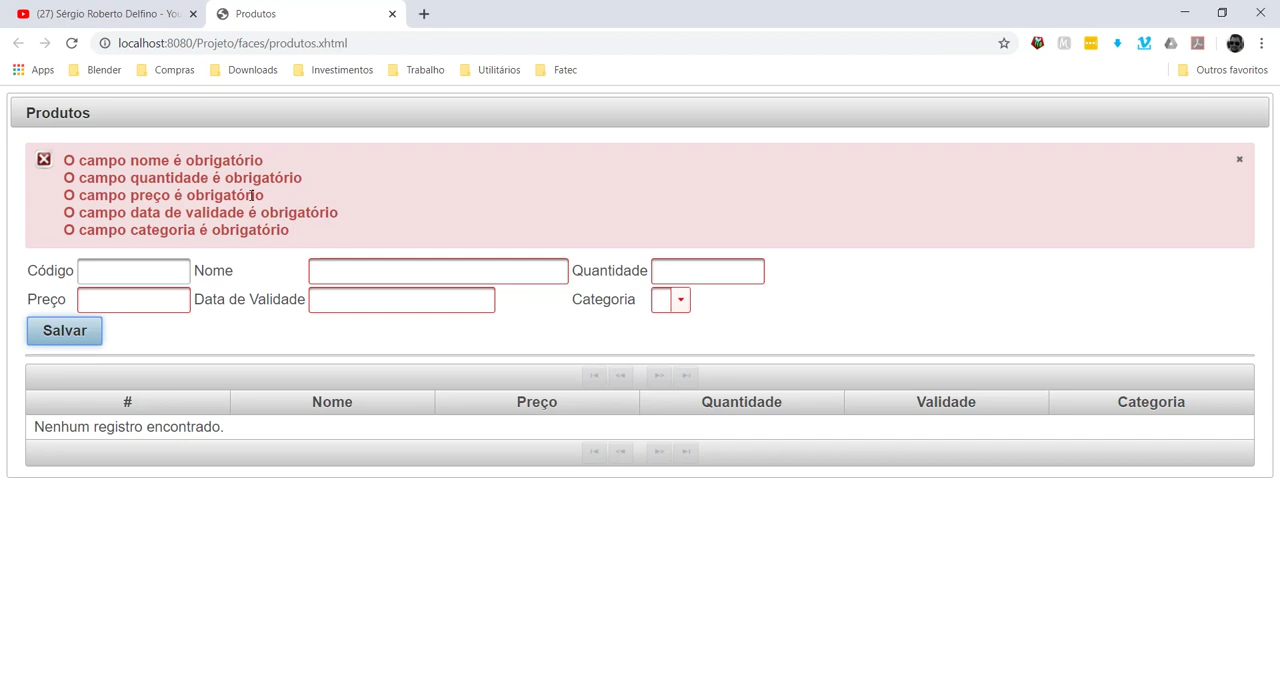 (27) Sérgio Roberto Delfino - You
Produtos
localhost:8080/Projeto/faces/produtos.xhtml
Apps Blender Compras Downloads Investimentos Trabalho Utilitários Fatec Outros favoritos
Produtos
O campo nome é obrigatório
O campo quantidade é obrigatório
O campo preço é obrigatório
O campo data de validade é obrigatório
O campo categoria é obrigatório
Código Nome Quantidade
Preço Data de Validade Categoria
Salvar
# Nome Preço Quantidade Validade Categoria
Nenhum registro encontrado.